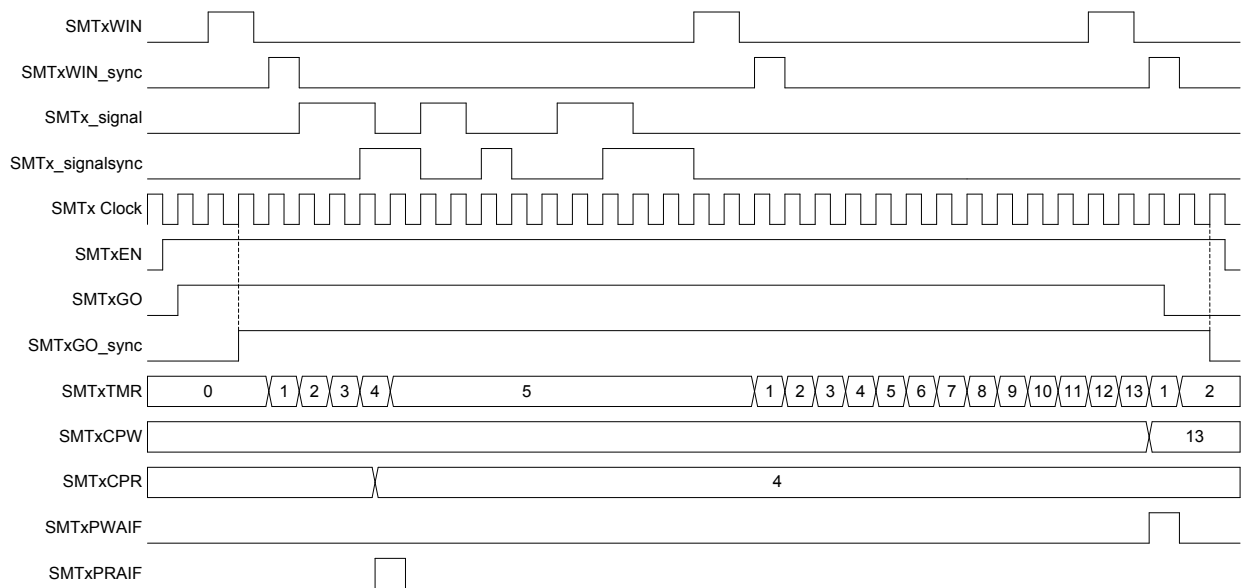 SMTxWIN
SMTxWIN_sync
SMTx_signal
SMTx_signalsync
SMTx Clock
SMTxEN
SMTxGO
SMTxGO_sync
SMTxTMR 0 1 2 3 4 5 1 2 3 4 5 6 7 8 9 10 11 12 13 1 2
SMTxCPW 13
SMTxCPR 4
SMTxPWAIF
SMTxPRAIF